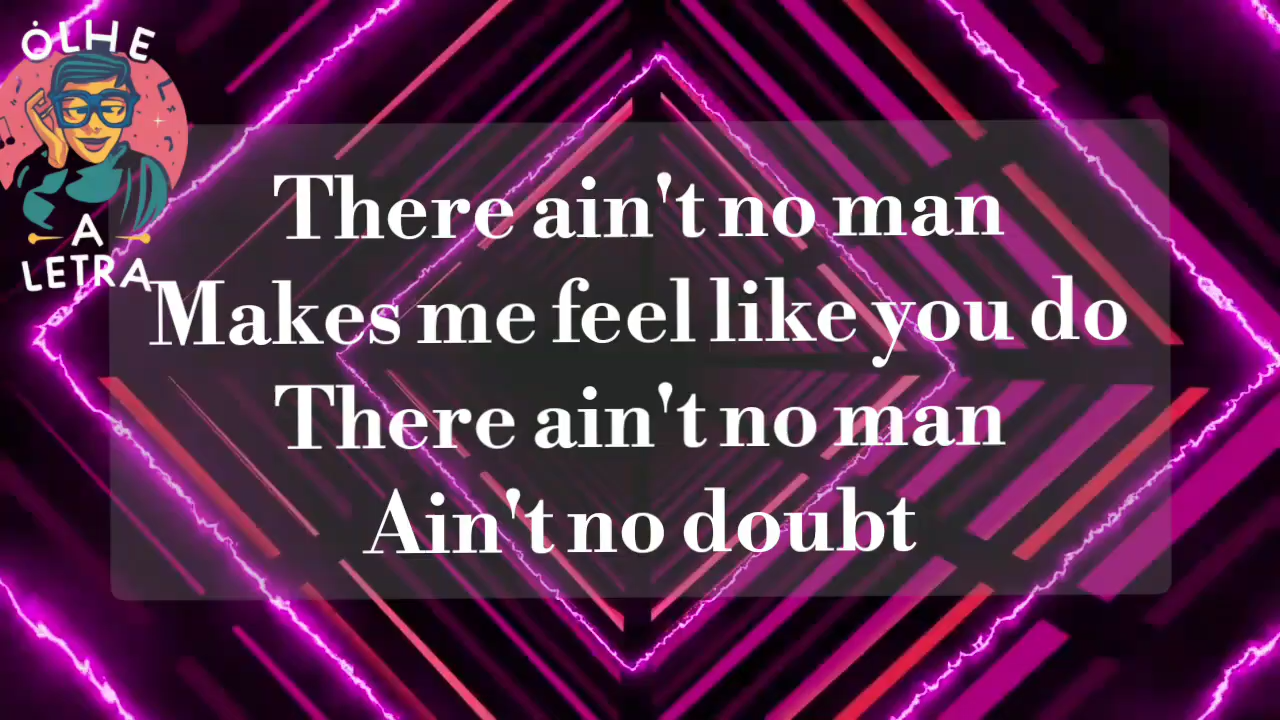 OLHE
A
LETRA
There ain't no man
Makes me feel like you do
There ain't no man
Ain't no doubt